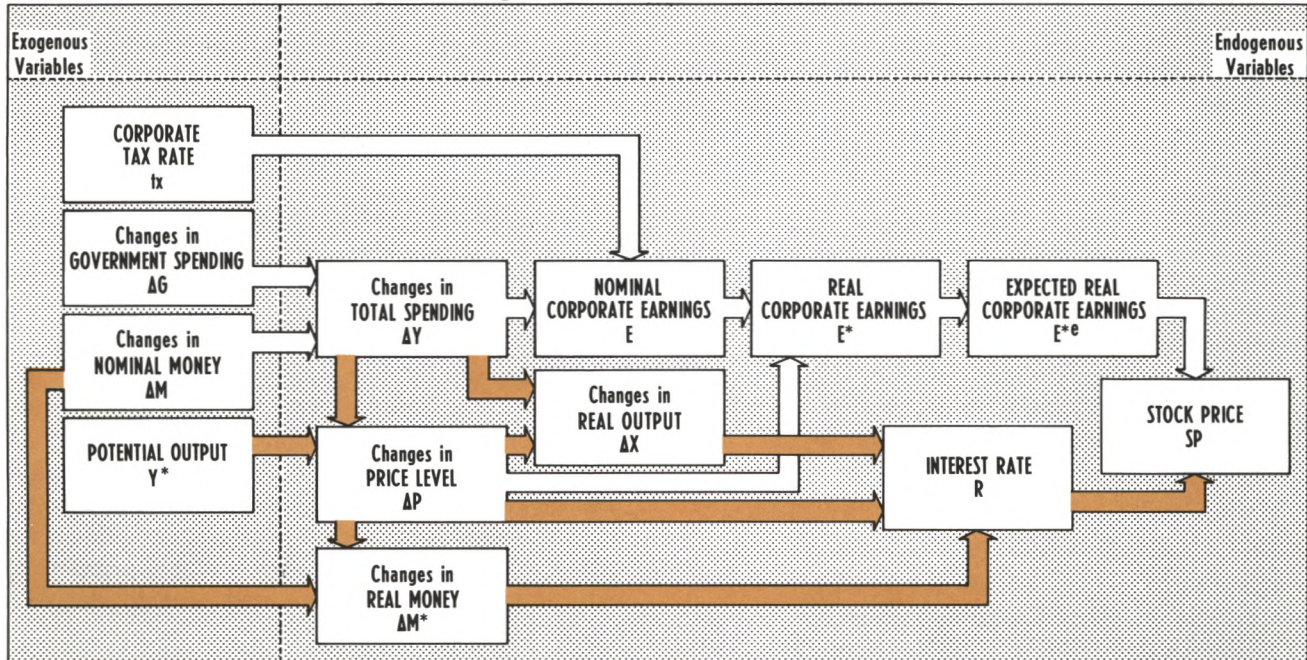 Exogenous
Variables
Endogenous
Variables
CORPORATE
TAX RATE
tx
Changes in
GOVERNMENT SPENDING
ΔG
Changes in
NOMINAL MONEY
ΔM
POTENTIAL OUTPUT
Y*
Changes in
TOTAL SPENDING
ΔY
NOMINAL
CORPORATE EARNINGS
E
REAL
CORPORATE EARNINGS
E*
EXPECTED REAL
CORPORATE EARNINGS
E*e
Changes in
REAL OUTPUT
ΔX
STOCK PRICE
SP
Changes in
PRICE LEVEL
ΔP
INTEREST RATE
R
Changes in
REAL MONEY
ΔM*